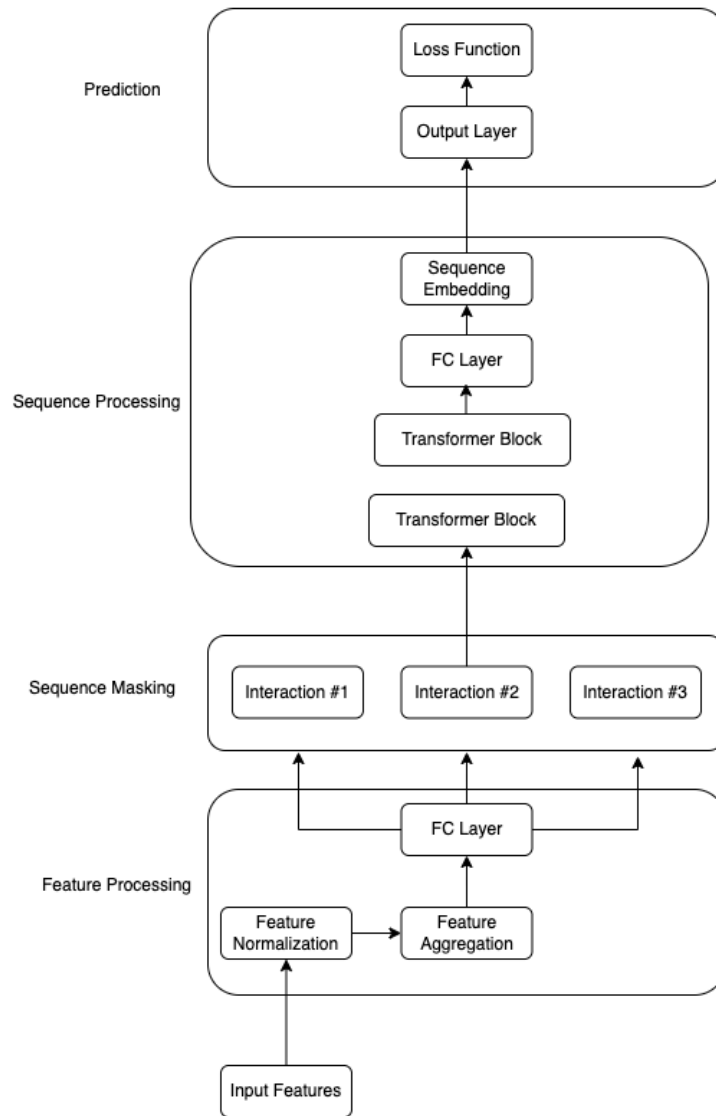 Loss Function
Prediction
Output Layer
Sequence
Embedding
FC Layer
Sequence Processing
Transformer Block
Transformer Block
Sequence Masking
Interaction #1
Interaction #2
Interaction #3
FC Layer
Feature Processing
Feature
Normalization
Feature
Aggregation
Input Features